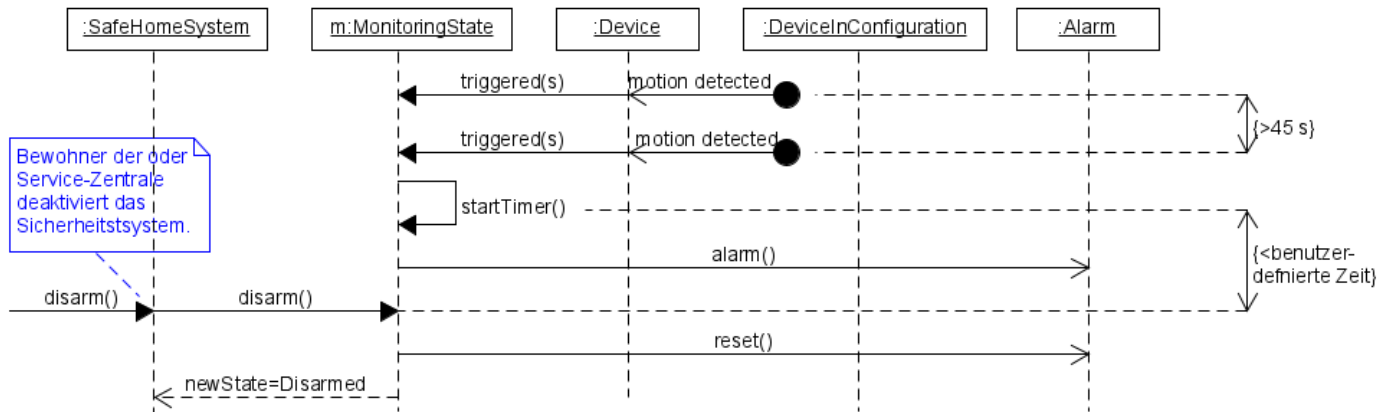 :SafeHomeSystem
m:MonitoringState
:Device
:DeviceInConfiguration
:Alarm
triggered(s)
motion detected
{>45 s}
triggered(s)
motion detected
Bewohner der oder
Service-Zentrale
deaktiviert das
Sicherheitstsystem.
startTimer()
alarm()
{<benutzer-
defnierte Zeit}
disarm()
disarm()
reset()
newState=Disarmed